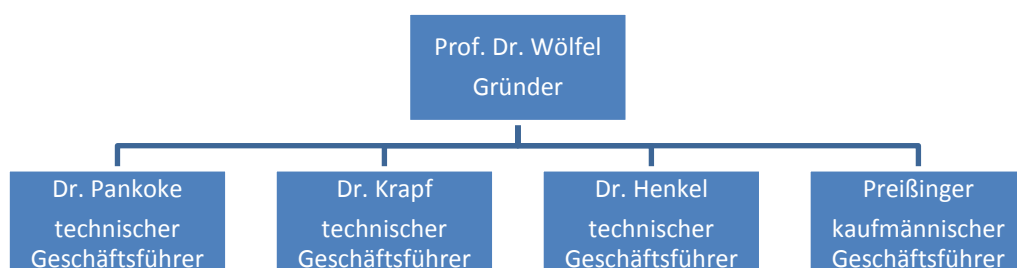 Prof. Dr. Wölfel
Gründer
Dr. Pankoke
technischer
Geschäftsführer
Dr. Krapf
technischer
Geschäftsführer
Dr. Henkel
technischer
Geschäftsführer
Preißinger
kaufmännischer
Geschäftsführer